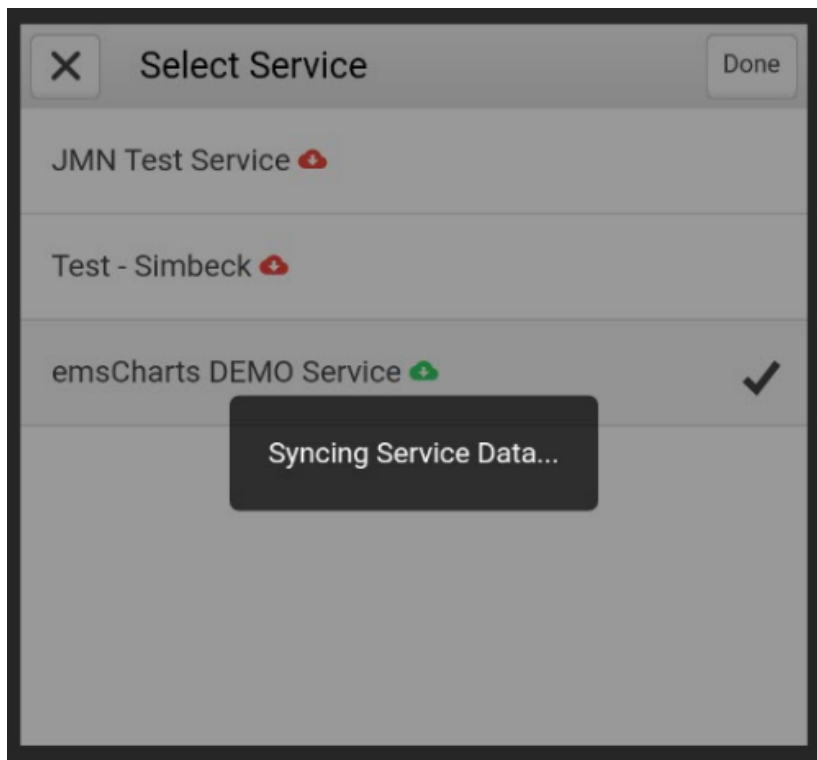 Select Service
Done
JMN Test Service
Test - Simbeck
emsCharts DEMO Service
Syncing Service Data...